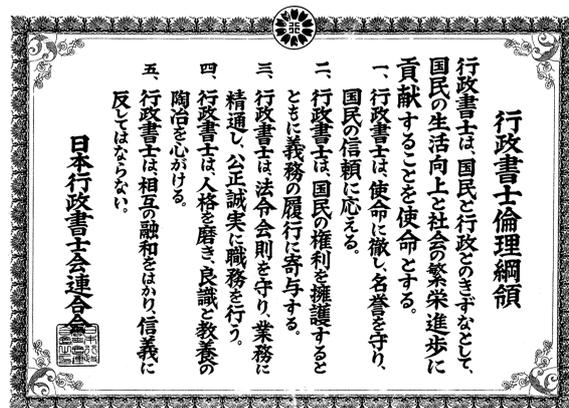 行政書士倫理綱領
行政書士は、国民と行政とのきずなとして、
国民の生活向上と社会の繁栄進歩に
貢献することを使命とする。
一、行政書士は、使命に徹し、名誉を守り、
国民の信頼に応える。
二、行政書士は、国民の権利を擁護すると
ともに義務の履行に寄与する。
三、行政書士は、法令会則を守り、業務に
精通し、公正誠実に職務を行う。
四、行政書士は、人格を磨き、良識と教養の
陶冶を心がける。
五、行政書士は、相互の融和をはかり、信義に
反してはならない。
日本行政書士会連合会